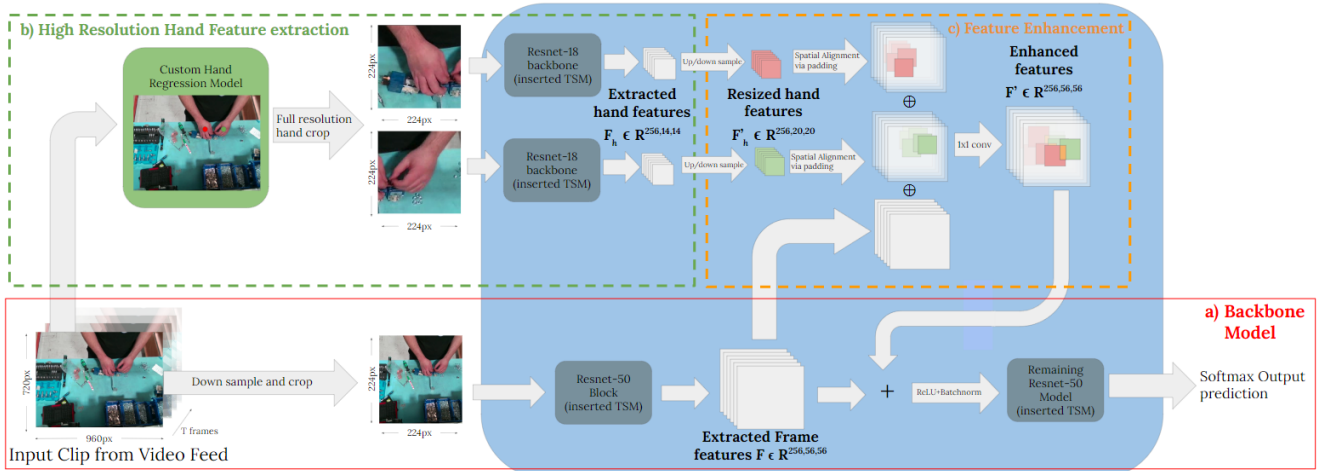 b) High Resolution Hand Feature extraction
Custom Hand
Regression Model
Full resolution
hand crop
224px
224px
224px
224px
Resnet-18
backbone
(inserted TSM)
Resnet-18
backbone
(inserted TSM)
Extracted
hand features
F_h ϵ R^256,14,14
c) Feature Enhancement
Up/down sample
Up/down sample
Resized hand
features
F'_h ϵ R^256,20,20
Spatial Alignment
via padding
Spatial Alignment
via padding
⊕
⊕
1x1 conv
Enhanced
features
F' ϵ R^256,56,56
a) Backbone
Model
720px
960px
T frames
Input Clip from Video Feed
Down sample and crop
224px
224px
Resnet-50
Block
(inserted TSM)
Extracted Frame
features F ϵ R^256,56,56
+
ReLU+Batchnorm
Remaining
Resnet-50
Model
(inserted TSM)
Softmax Output
prediction